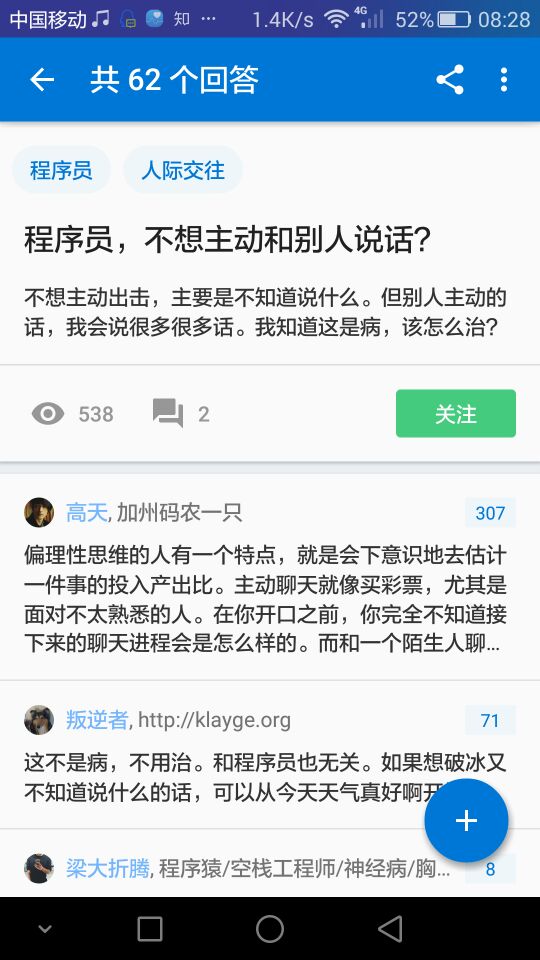 中国移动 知 ··· 1.4K/s 4G 52% 08:28
共 62 个回答
程序员 人际交往
程序员，不想主动和别人说话？
不想主动出击，主要是不知道说什么。但别人主动的
话，我会说很多很多话。我知道这是病，该怎么治？
538 2 关注
高天, 加州码农一只 307
偏理性思维的人有一个特点，就是会下意识地去估计
一件事的投入产出比。主动聊天就像买彩票，尤其是
面对不太熟悉的人。在你开口之前，你完全不知道接
下来的聊天进程会是怎么样的。而和一个陌生人聊...
叛逆者, http://klayge.org 71
这不是病，不用治。和程序员也无关。如果想破冰又
不知道说什么的话，可以从今天天气真好啊开
梁大折腾, 程序猿/空栈工程师/神经病/胸... 8